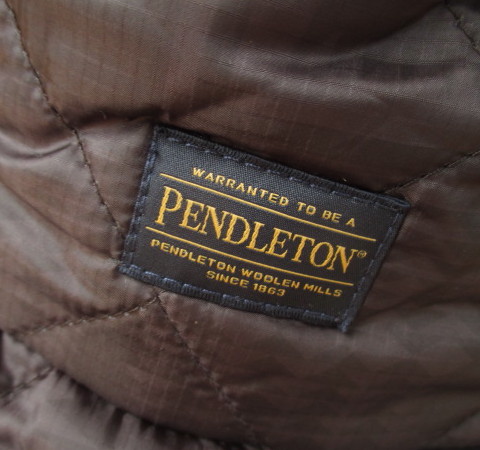 WARRANTED TO BE A
PENDLETON®
PENDLETON WOOLEN MILLS
SINCE 1863